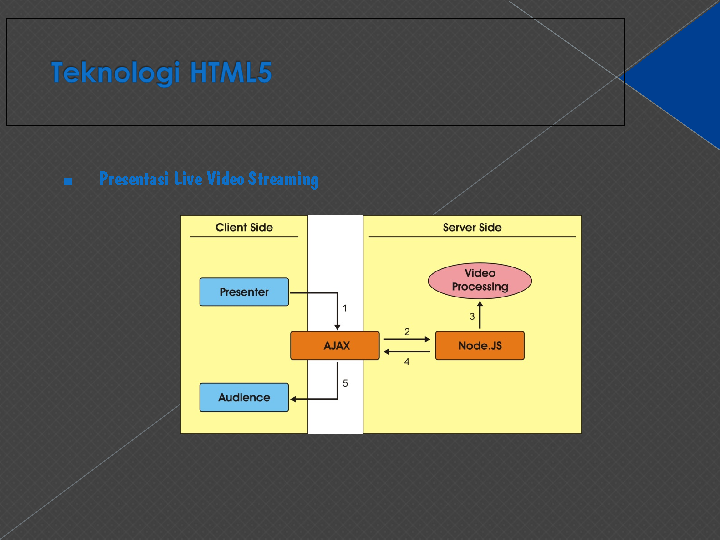 Teknologi HTML5
■ Presentasi Live Video Streaming
Client Side
Server Side
Video
Processing
Presenter
1
3
AJAX
2
Node.JS
4
5
Audience